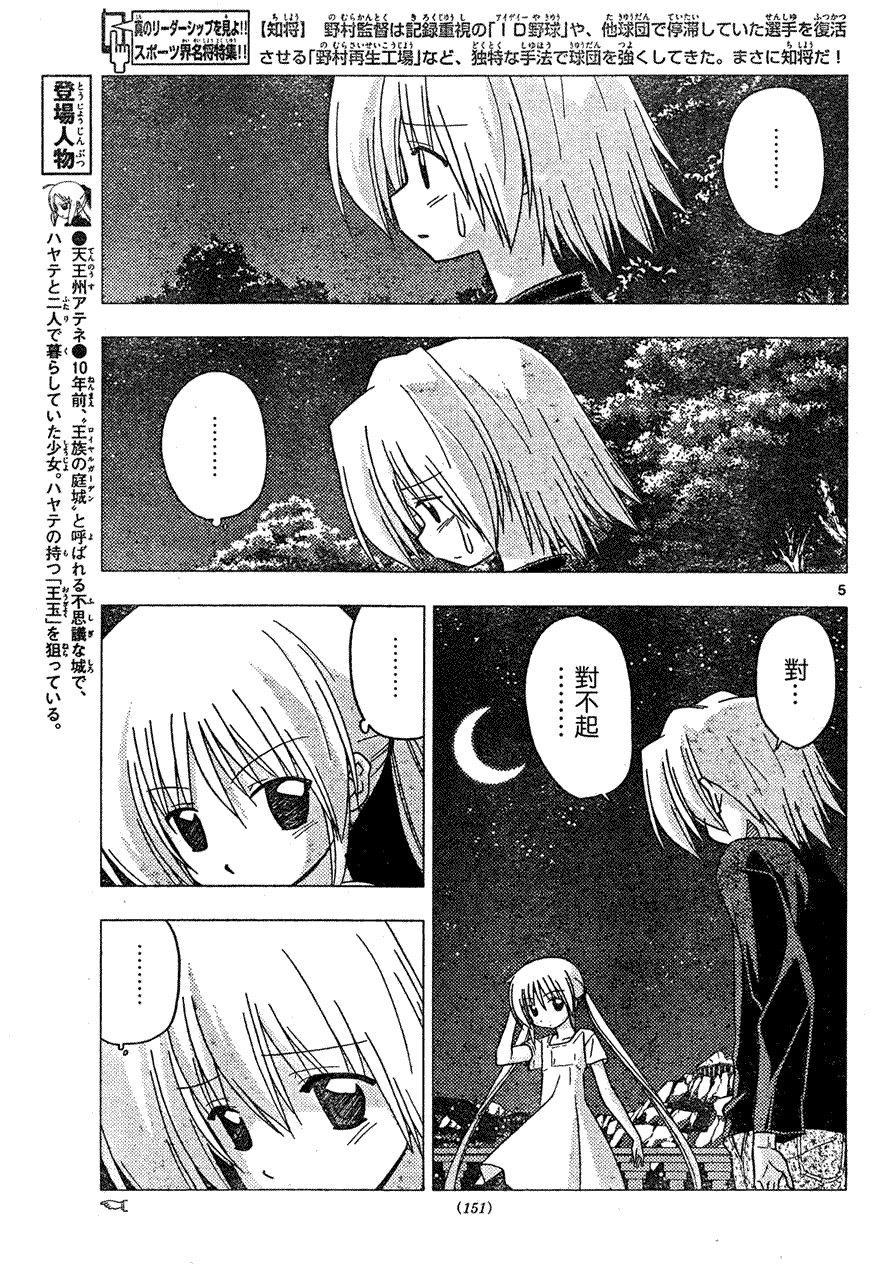 真のリーダーシップを見よ!!
スポーツ界名将特集!!
【知将】 野村監督は記録重視の「ID野球」や、他球団で停滞していた選手を復活
させる「野村再生工場」など、独特な手法で球団を強くしてきた。まさに知将だ！
登場人物
●天王州アテネ●10年前、“王族の庭城”と呼ばれる不思議な城で、
ハヤテと二人で暮らしていた少女。ハヤテの持つ「王玉」を狙っている。
………
………
5
對…
對不起
………
………
………
(151)